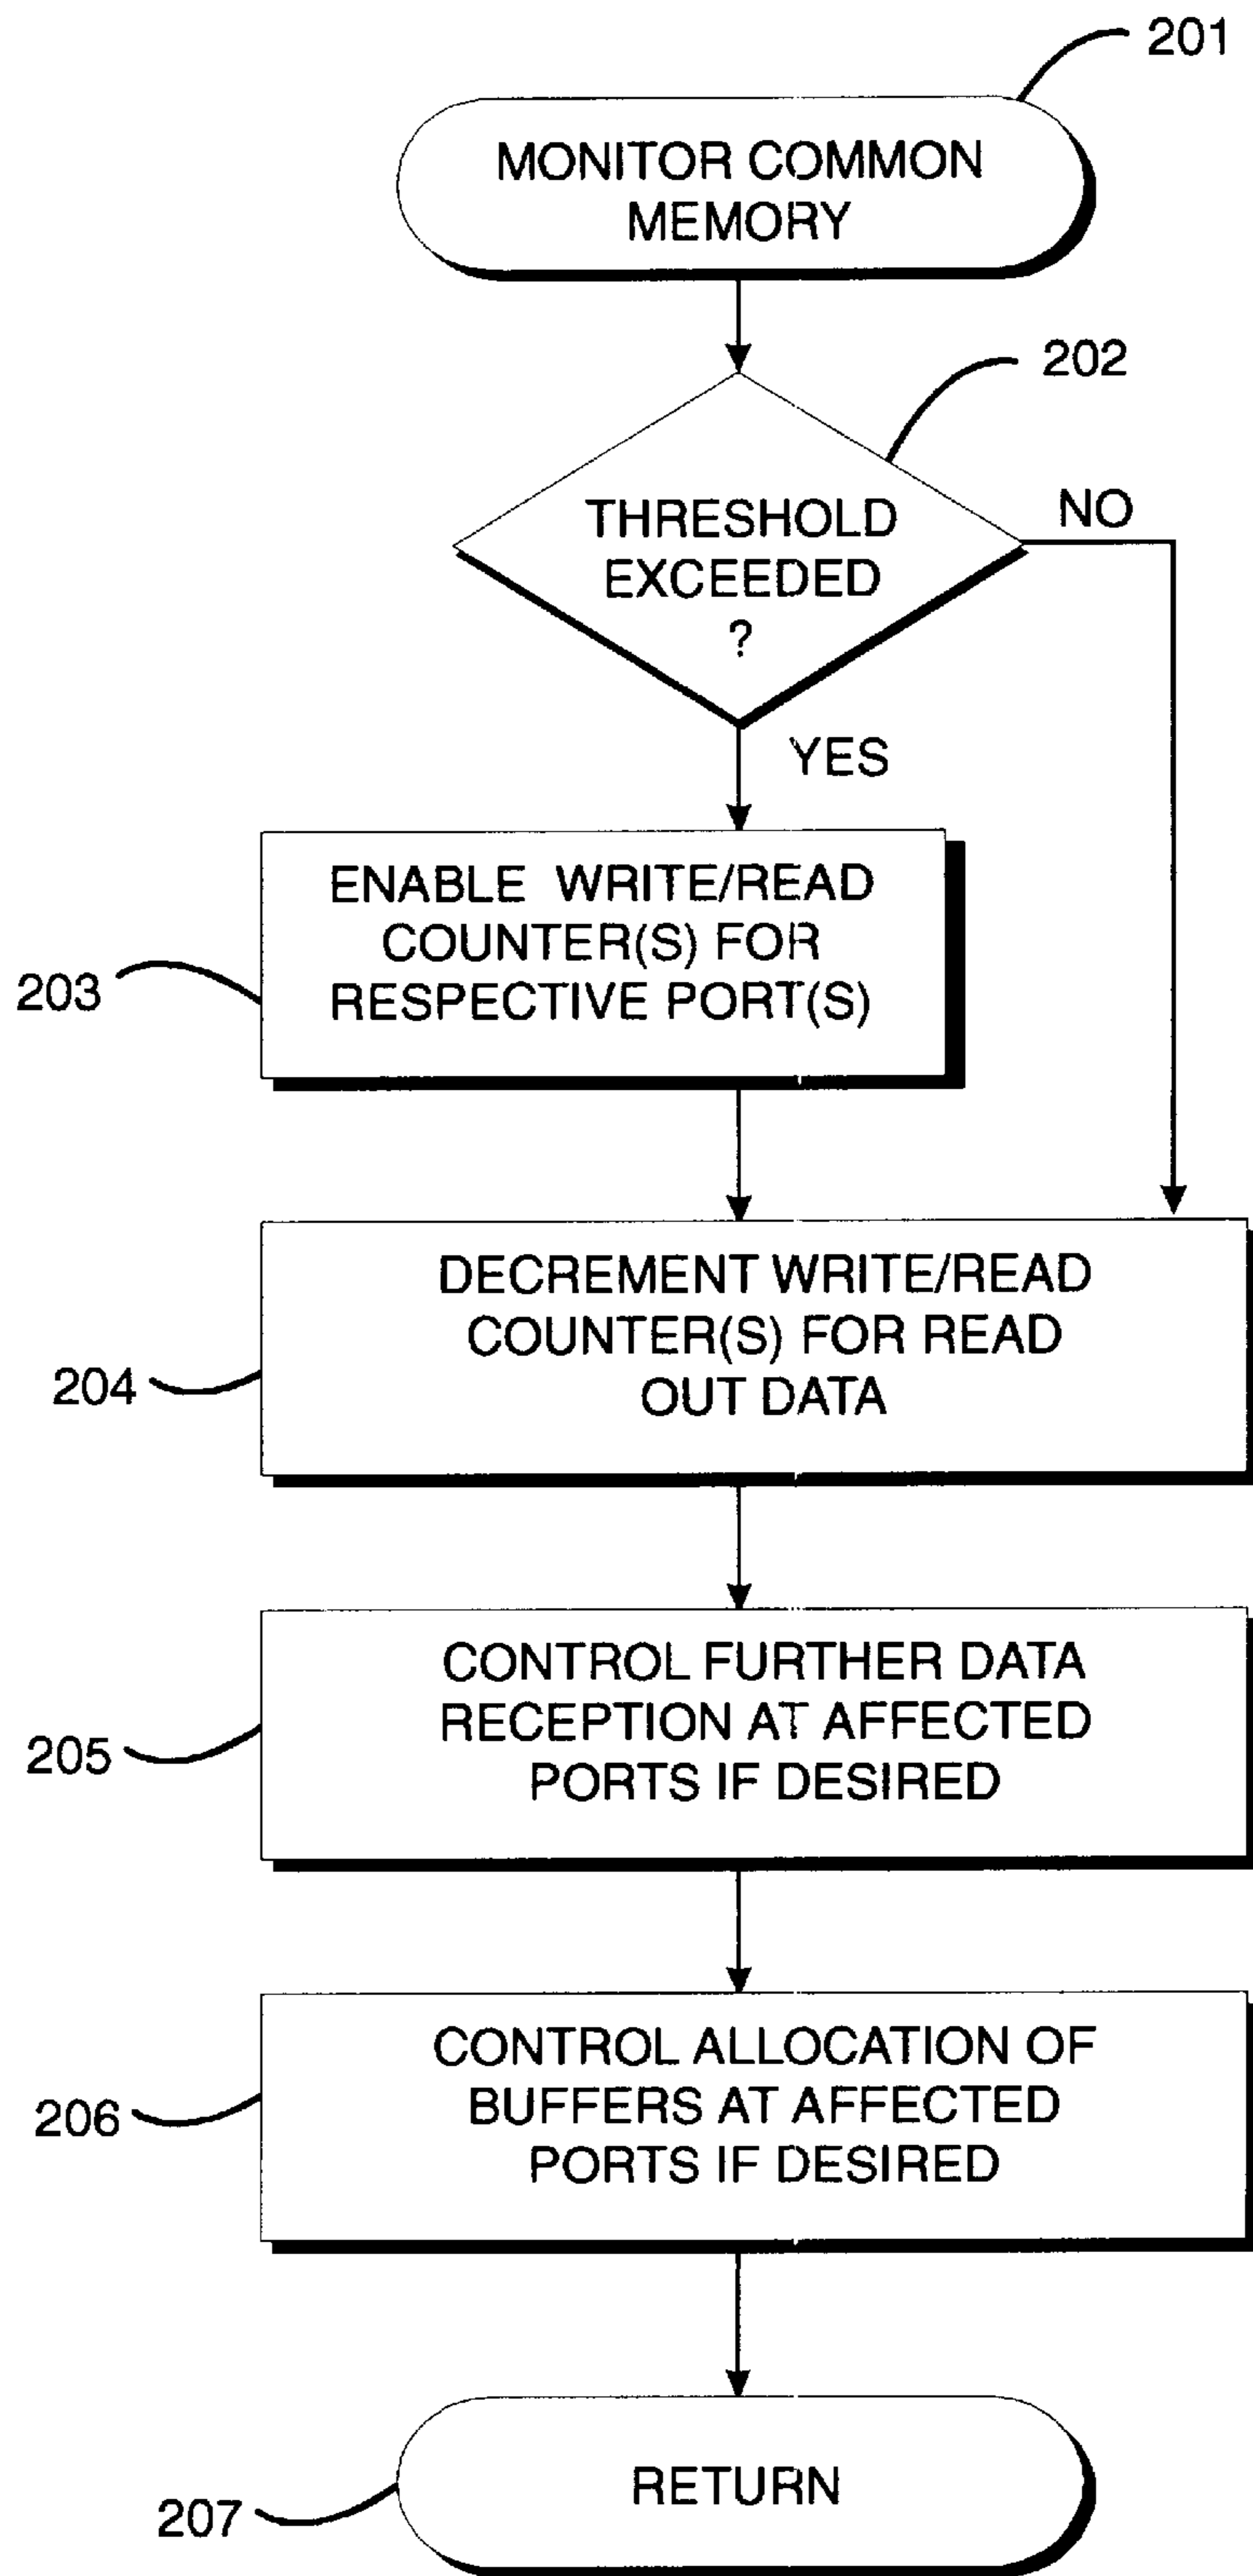 201
MONITOR COMMON
MEMORY
202
THRESHOLD
EXCEEDED
?
NO
YES
ENABLE WRITE/READ
COUNTER(S) FOR
RESPECTIVE PORT(S)
203
DECREMENT WRITE/READ
COUNTER(S) FOR READ
OUT DATA
204
CONTROL FURTHER DATA
RECEPTION AT AFFECTED
PORTS IF DESIRED
205
CONTROL ALLOCATION OF
BUFFERS AT AFFECTED
PORTS IF DESIRED
206
RETURN
207